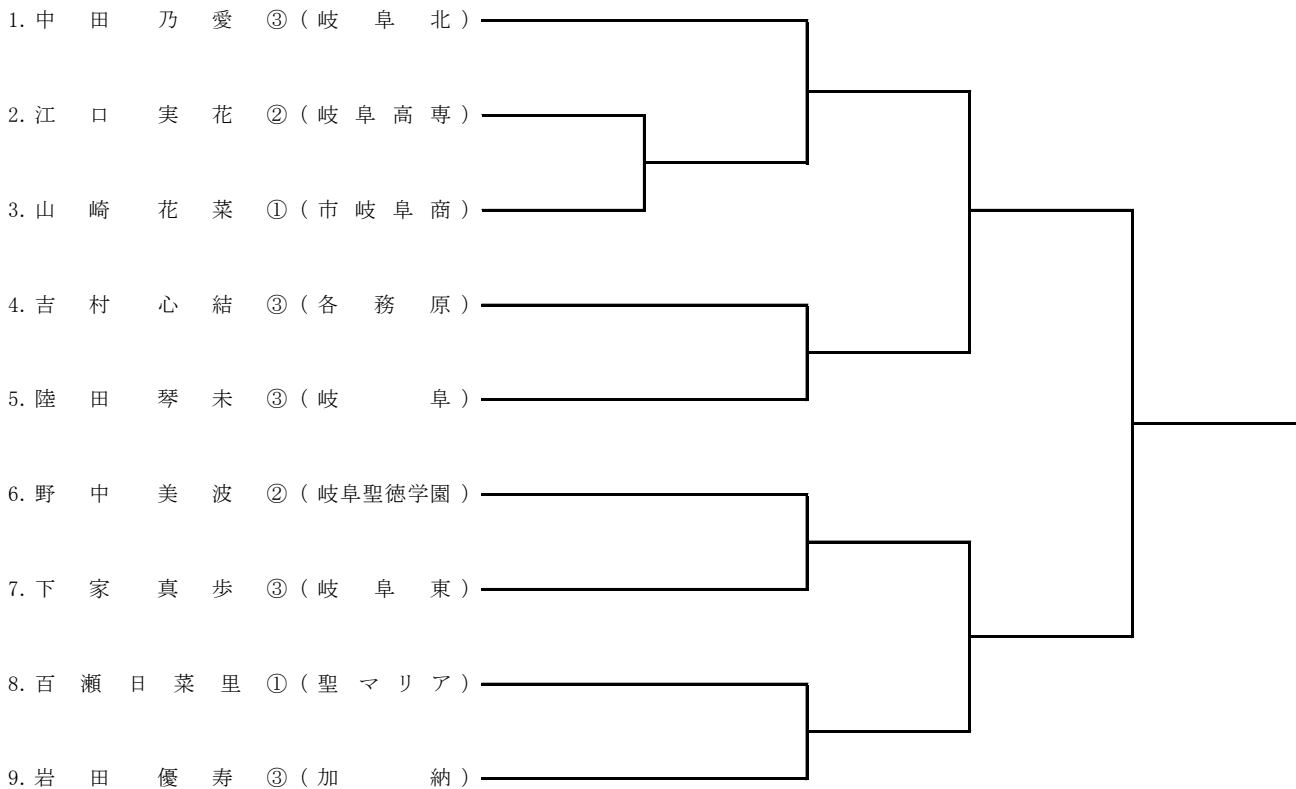 1. 中田乃愛 ③ (岐阜北)
2. 江口実花 ② (岐阜高専)
3. 山崎花菜 ① (市岐阜商)
4. 吉村心結 ③ (各務原)
5. 陸田琴未 ③ (岐阜)
6. 野中美波 ② (岐阜聖徳学園)
7. 下家真歩 ③ (岐阜東)
8. 百瀬日菜里 ① (聖マリア)
9. 岩田優寿 ③ (加納)